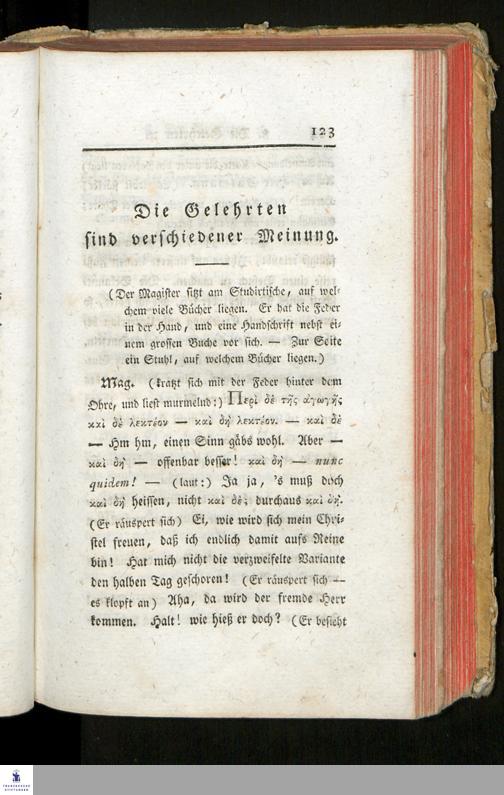 123
Die Gelehrten
sind verschiedener Meinung.
(Der Magister sitzt am Studirtische, auf wel-
chem viele Bücher liegen. Er hat die Feder
in der Hand, und eine Handschrift nebst ei-
nem grossen Buche vor sich. — Zur Seite
ein Stuhl, auf welchem Bücher liegen.)
Mag. (kratzt sich mit der Feder hinter dem
Ohre, und liest murmelnd:) Περὶ δὲ τῆς ἀγωγῆς
καὶ δὲ λεκτέον — καὶ δὴ λεκτέον. — καὶ δὲ
— Hm hm, einen Sinn gäbs wohl. Aber —
καὶ δὴ — offenbar besser! καὶ δὴ — nunc
quidem! — (laut:) Ja ja, 's muß doch
καὶ δὴ heissen, nicht καὶ δὲ; durchaus καὶ δὴ.
(Er räuspert sich) Ei, wie wird sich mein Chri-
stel freuen, daß ich endlich damit aufs Reine
bin! Hat mich nicht die verzweifelte Variante
den halben Tag geschoren! (Er räuspert sich —
es klopft an) Aha, da wird der fremde Herr
kommen. Halt! wie hieß er doch? (Er besieht
FRANCKESCHE
STIFTUNGEN